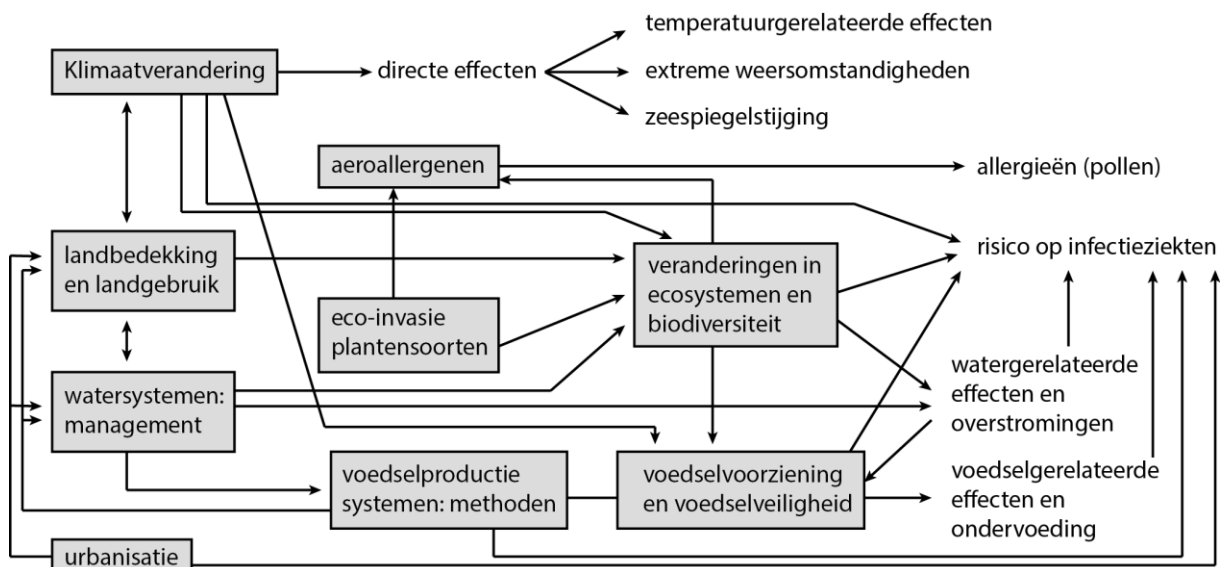 temperatuurgerelateerde effecten
Klimaatverandering
directe effecten
extreme weersomstandigheden
zeespiegelstijging
aeroallergenen
allergieën (pollen)
landbedekking
en landgebruik
veranderingen in
ecosystemen en
biodiversiteit
risico op infectieziekten
eco-invasie
plantensoorten
watersystemen:
management
watergerelateerde
effecten en
overstromingen
voedselproductie
systemen: methoden
voedselvoorziening
en voedselveiligheid
voedselgerelateerde
effecten en
ondervoeding
urbanisatie